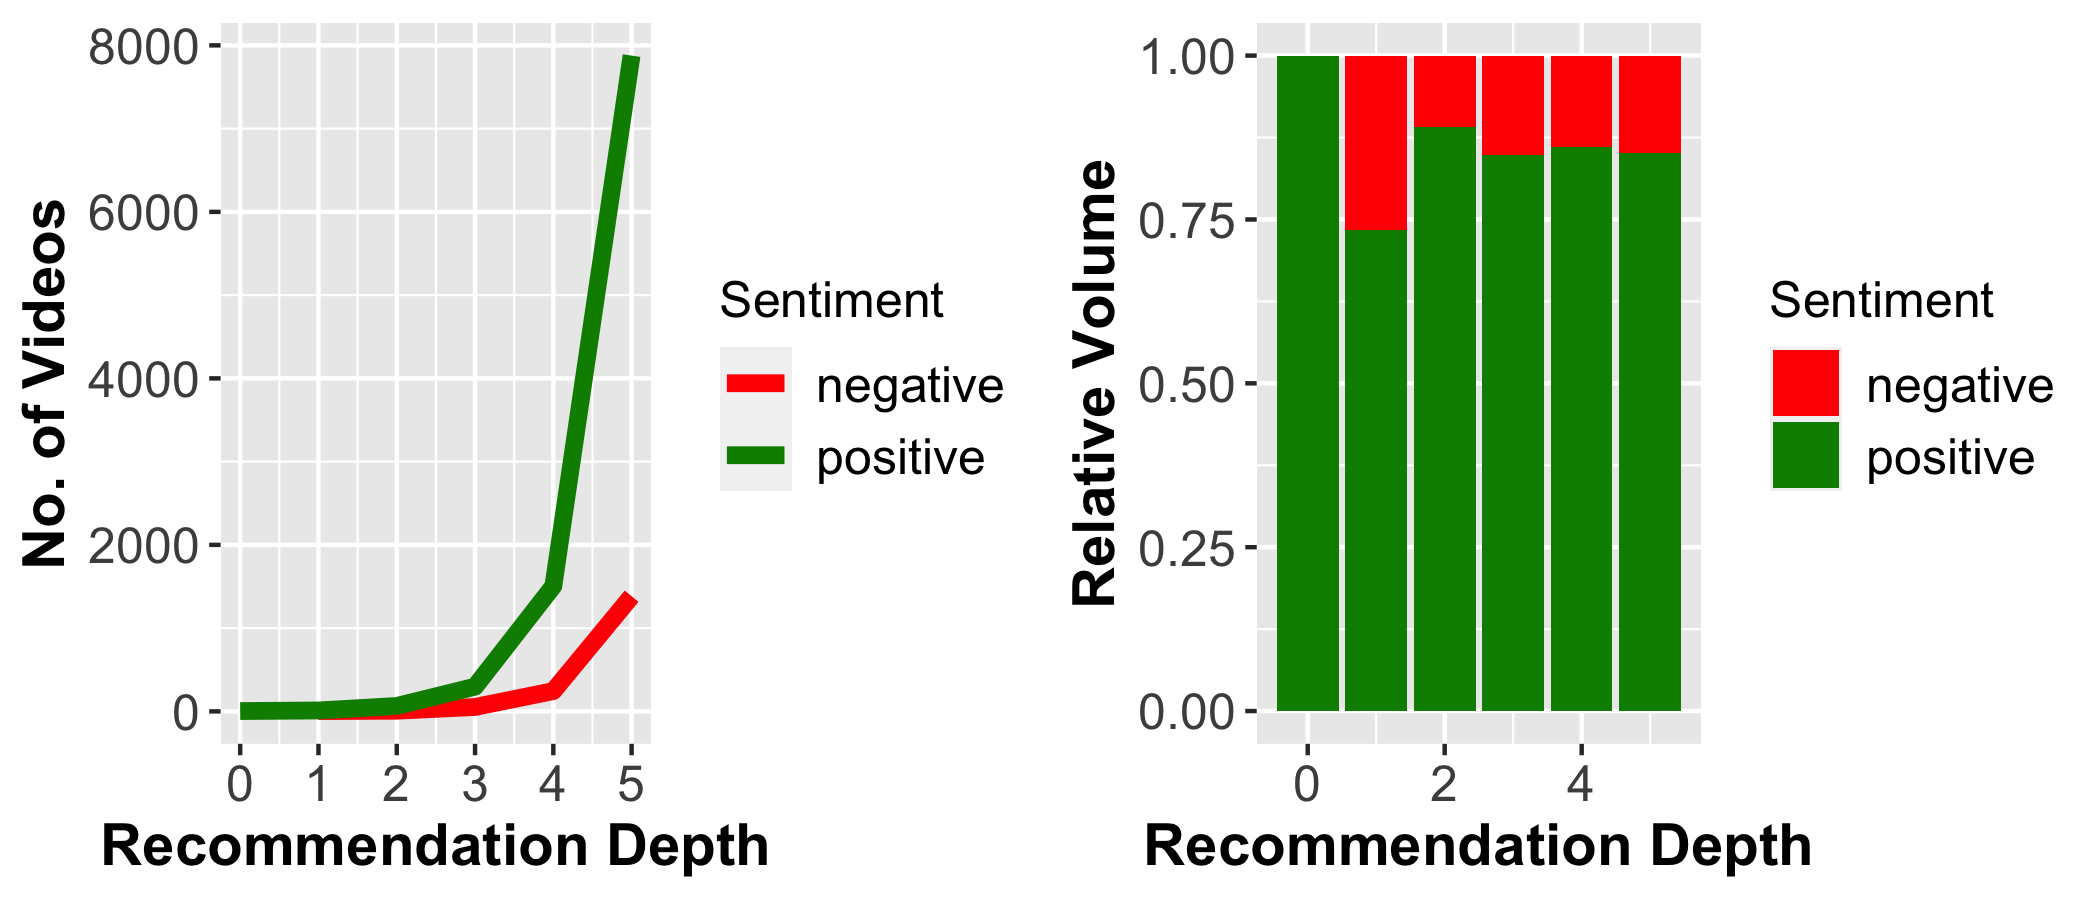 8000
6000
4000
2000
0
No. of Videos
0 1 2 3 4 5
Recommendation Depth
Sentiment
negative
positive
1.00
0.75
0.50
0.25
0.00
Relative Volume
0 2 4
Recommendation Depth
Sentiment
negative
positive